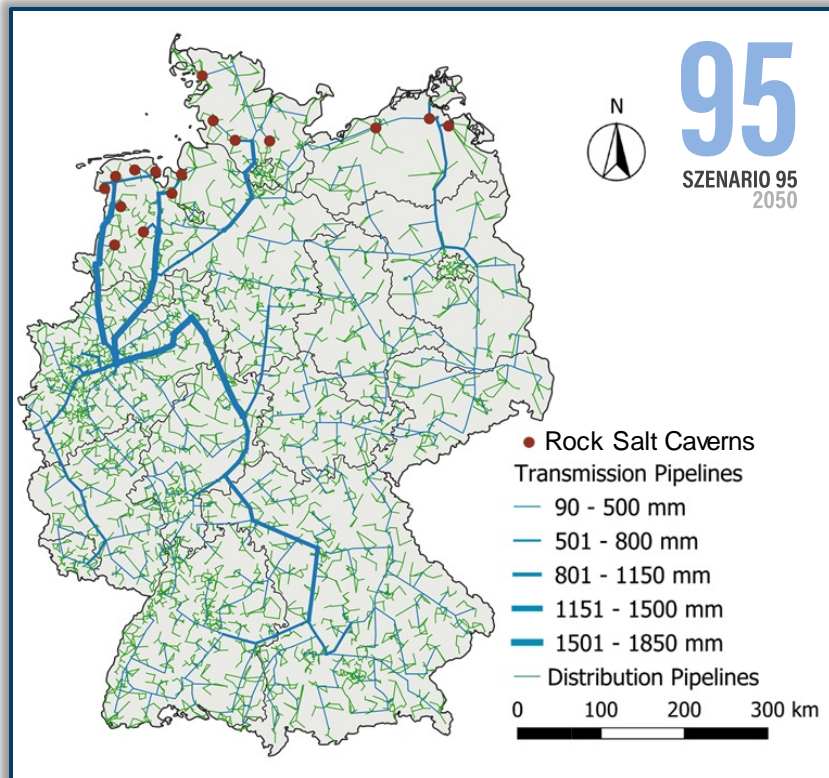 95
SZENARIO 95
2050
N
Rock Salt Caverns
Transmission Pipelines
90 - 500 mm
501 - 800 mm
801 - 1150 mm
1151 - 1500 mm
1501 - 1850 mm
Distribution Pipelines
0 100 200 300 km